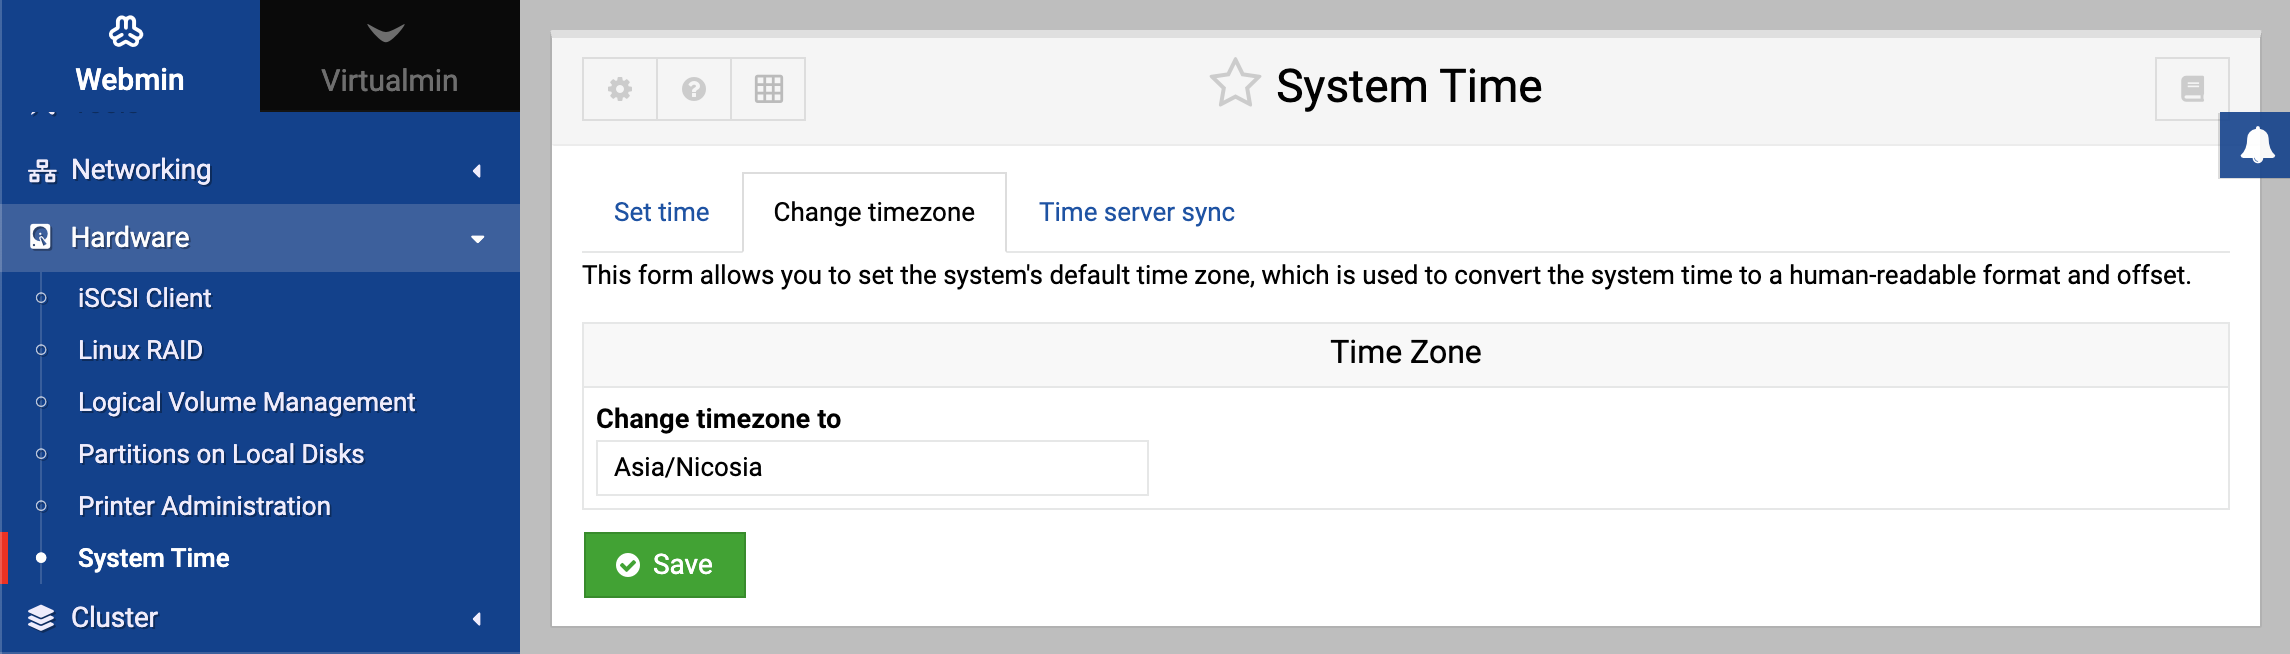 Webmin
Virtualmin
Networking
Hardware
iSCSI Client
Linux RAID
Logical Volume Management
Partitions on Local Disks
Printer Administration
System Time
Cluster
System Time
Set time
Change timezone
Time server sync
This form allows you to set the system's default time zone, which is used to convert the system time to a human-readable format and offset.
Time Zone
Change timezone to
Asia/Nicosia
Save